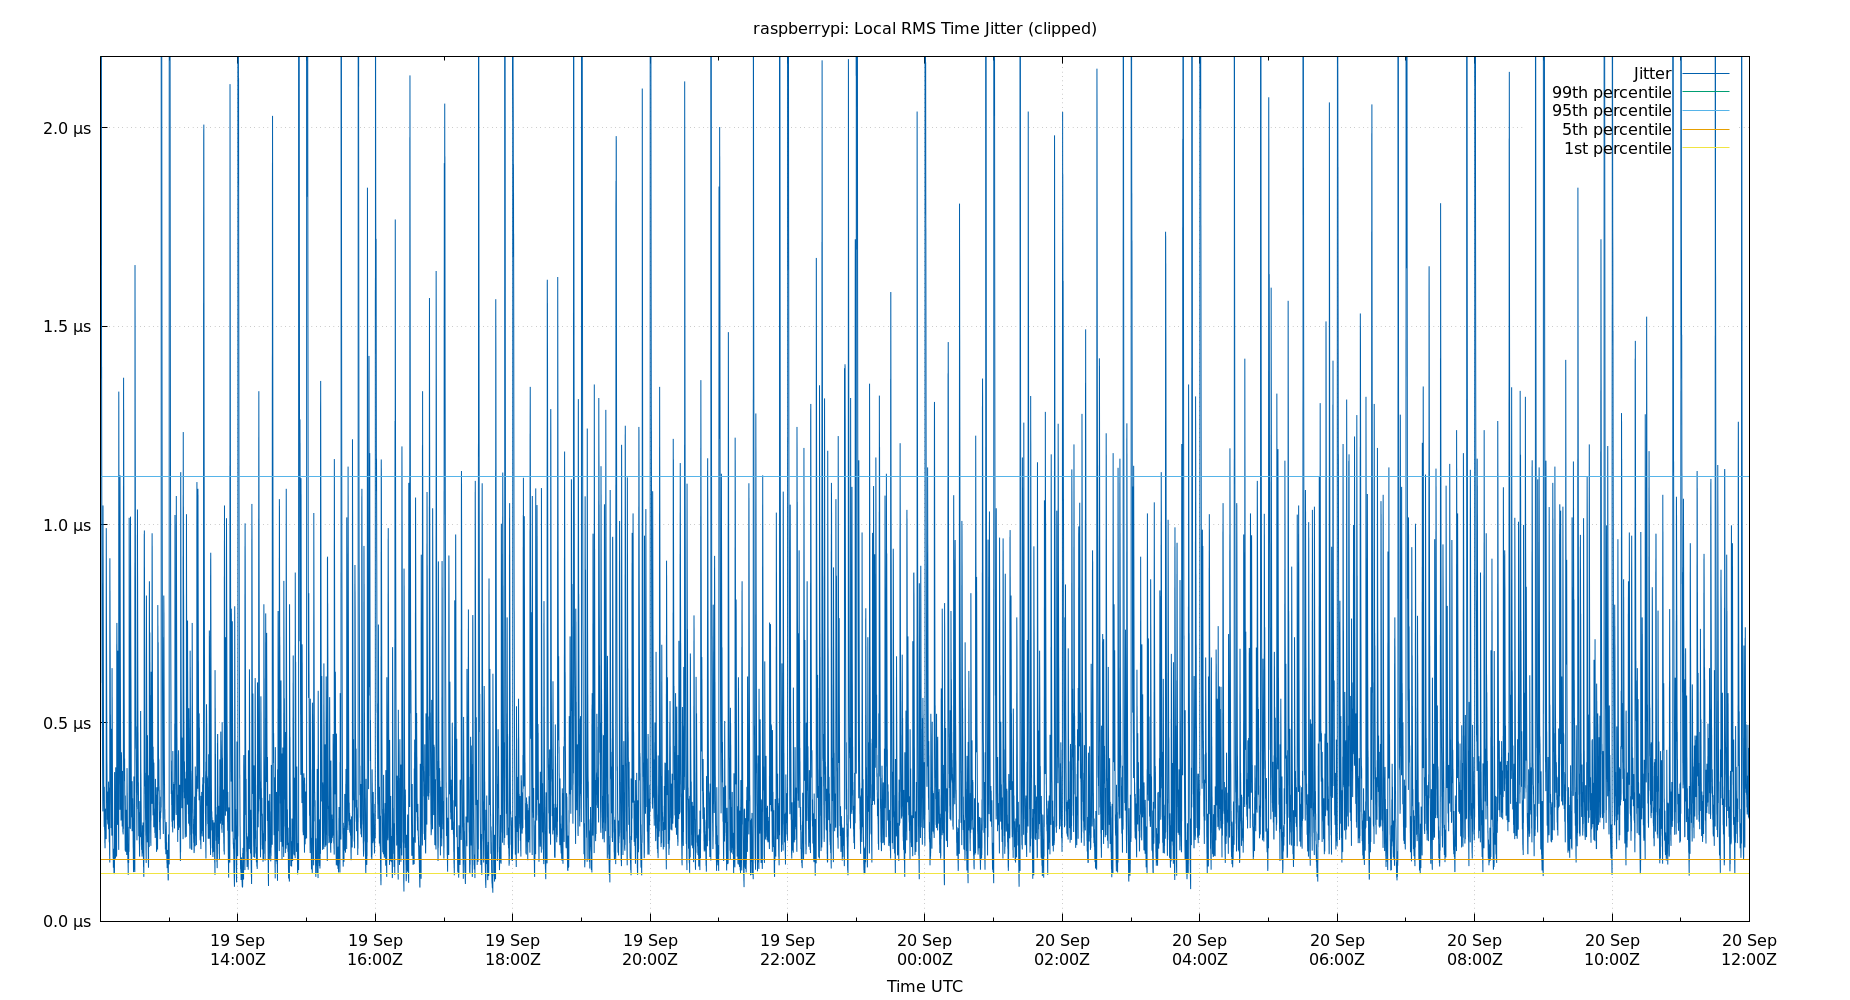 raspberrypi: Local RMS Time Jitter (clipped)
Jitter
99th percentile
95th percentile
5th percentile
1st percentile
2.0 µs
1.5 µs
1.0 µs
0.5 µs
0.0 µs
19 Sep 19 Sep 19 Sep 19 Sep 19 Sep 20 Sep 20 Sep 20 Sep 20 Sep 20 Sep 20 Sep 20 Sep
14:00Z 16:00Z 18:00Z 20:00Z 22:00Z 00:00Z 02:00Z 04:00Z 06:00Z 08:00Z 10:00Z 12:00Z
Time UTC